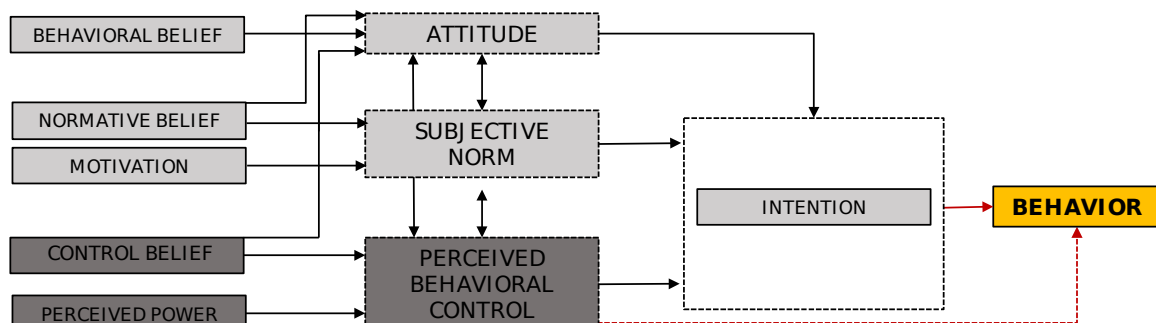 BEHAVIORAL BELIEF
ATTITUDE
NORMATIVE BELIEF
SUBJECTIVE
NORM
MOTIVATION
INTENTION
BEHAVIOR
CONTROL BELIEF
PERCEIVED
BEHAVIORAL
CONTROL
PERCEIVED POWER